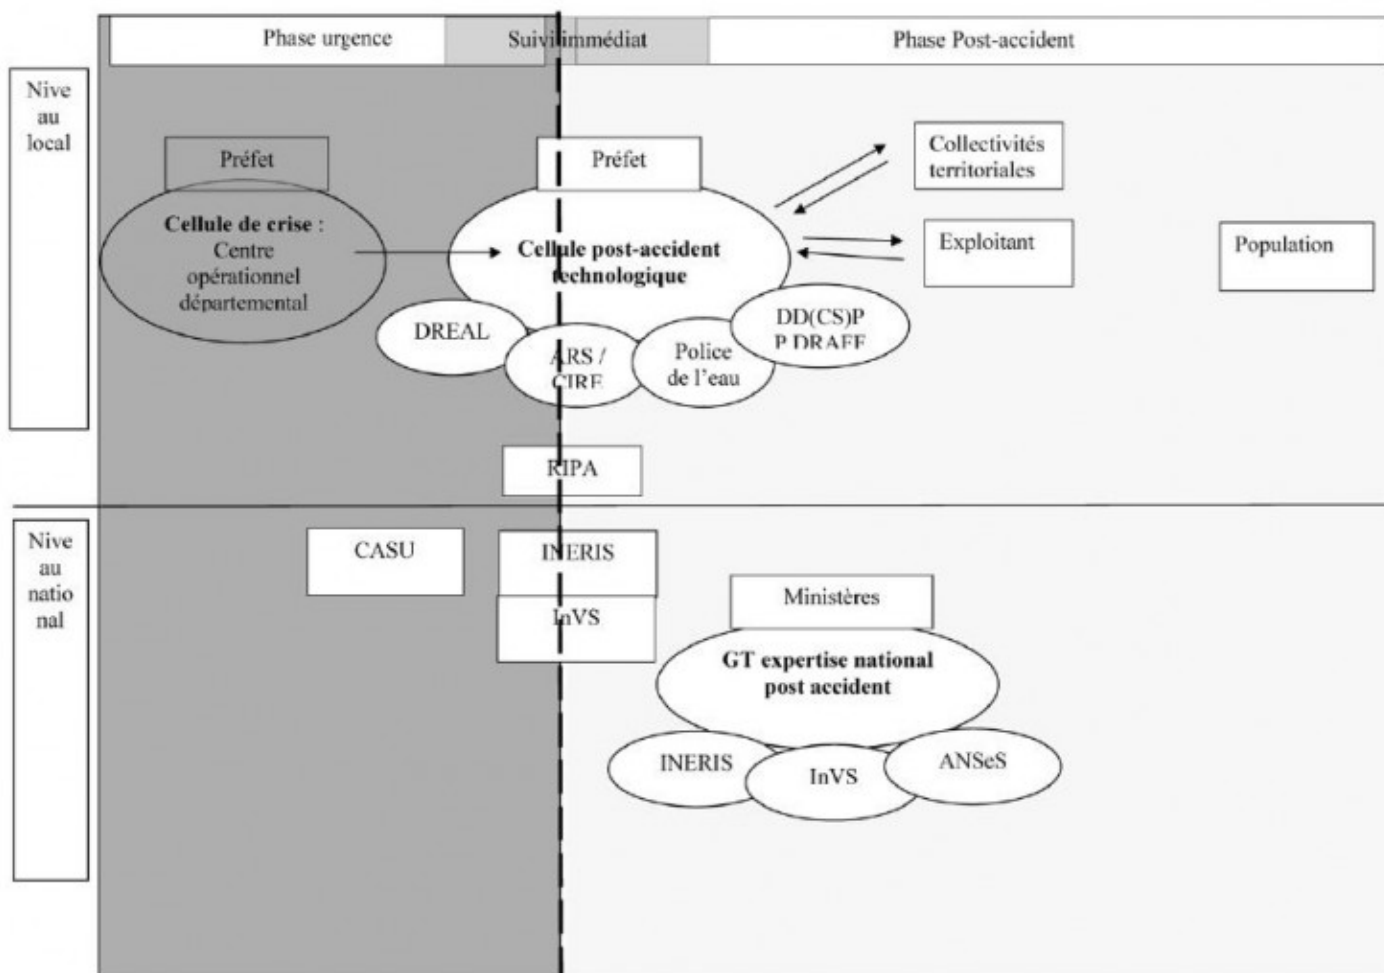 Phase urgence
Suivi immédiat
Phase Post-accident
Nive
au
local
Préfet
Cellule de crise :
Centre
opérationnel
départemental
Préfet
Cellule post-accident
technologique
Collectivités
territoriales
Exploitant
Population
DREAL
ARS /
CIRE
Police
de l'eau
DD(CS)P
P DRAFF
RIPA
Nive
au
natio
nal
CASU
INERIS
InVS
Ministères
GT expertise national
post accident
INERIS
InVS
ANSeS